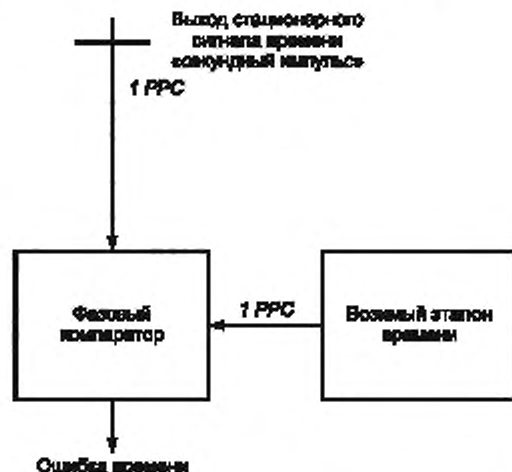 Выход стационарного
сигнала времени
«секундный импульс»
1 PPC
Фазовый
компаратор
1 PPC
Возимый эталон
времени
Ошибка времени